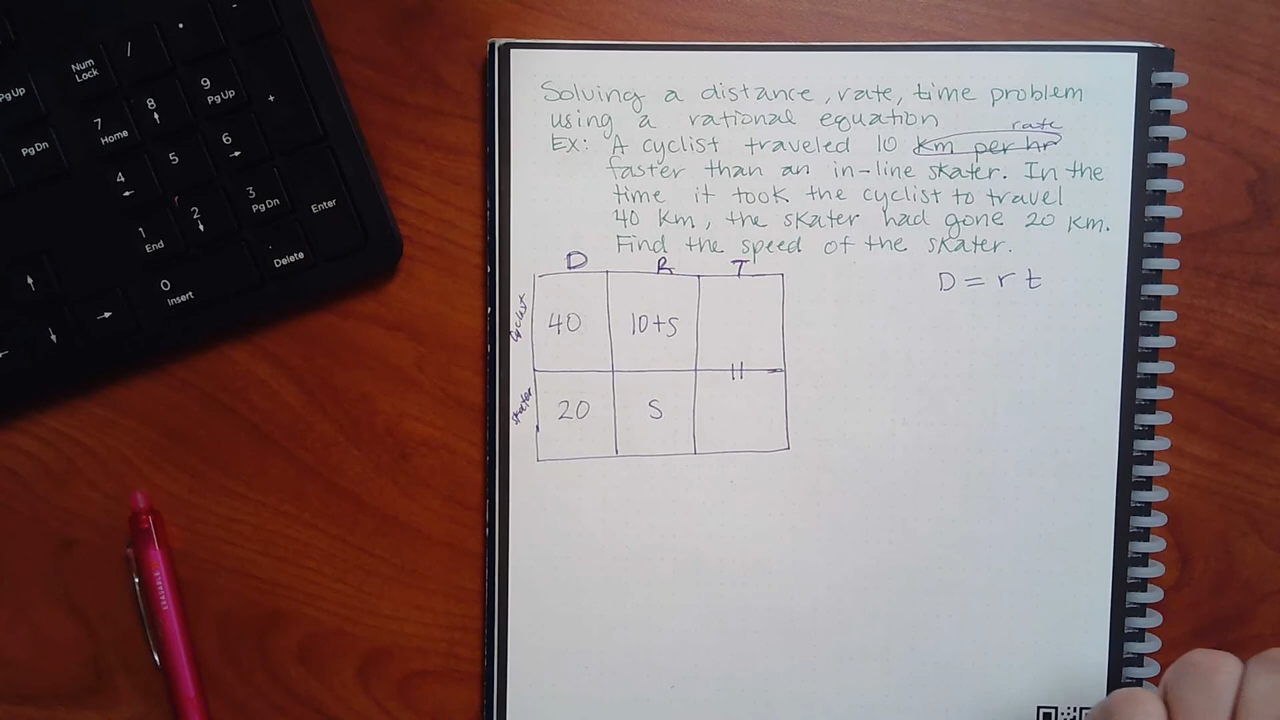 Num
Lock
/
*
-
PgUp
7
Home
8
9
PgUp
+
PgDn
4
5
6
1
End
2
3
PgDn
Enter
0
Insert
.
Delete
ERASABLE
Solving a distance, rate, time problem
using a rational equation
rate
Ex: A cyclist traveled 10 km per hr
faster than an in-line skater. In the
time it took the cyclist to travel
40 km, the skater had gone 20 km.
Find the speed of the skater.
D R T
D = r t
cyclist 40 10+S
skater 20 S